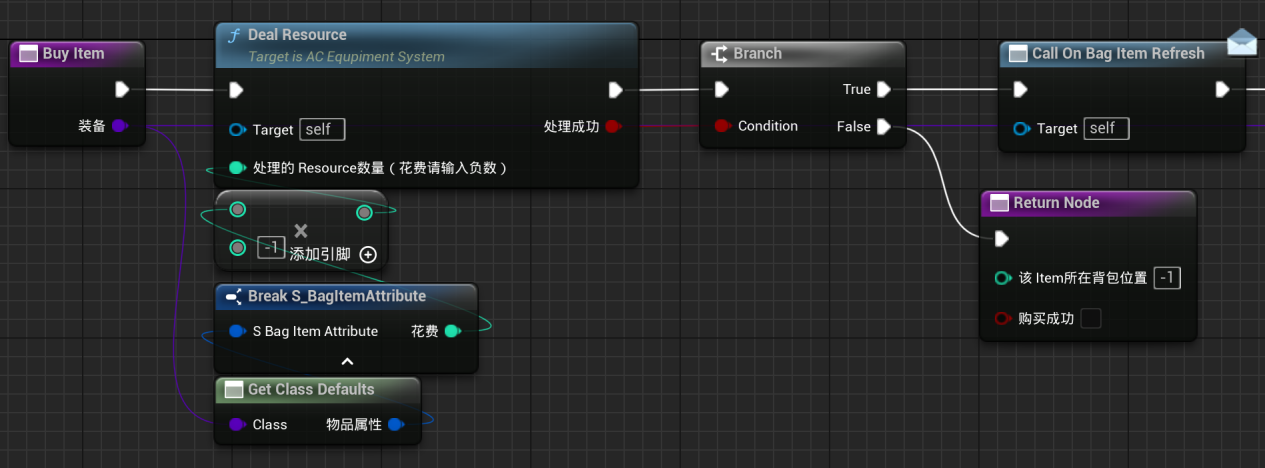 Buy Item
装备
Deal Resource
Target is AC Equipiment System
Target self
处理成功
处理的 Resource数量（花费请输入负数）
-1 添加引脚
Break S_BagItemAttribute
S Bag Item Attribute 花费
Get Class Defaults
Class 物品属性
Branch
True
Condition False
Call On Bag Item Refresh
Target self
Return Node
该 Item所在背包位置 -1
购买成功